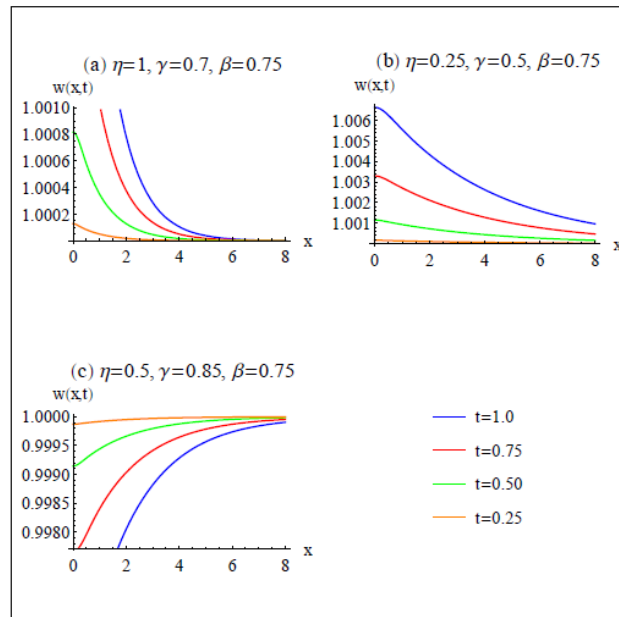 (a) η=1, γ=0.7, β=0.75
w(x,t)
1.0010
1.0008
1.0006
1.0004
1.0002
0 2 4 6 8 x
(b) η=0.25, γ=0.5, β=0.75
w(x,t)
1.006
1.005
1.004
1.003
1.002
1.001
0 2 4 6 8 x
(c) η=0.5, γ=0.85, β=0.75
w(x,t)
1.0000
0.9995
0.9990
0.9985
0.9980
0 2 4 6 8 x
t=1.0
t=0.75
t=0.50
t=0.25